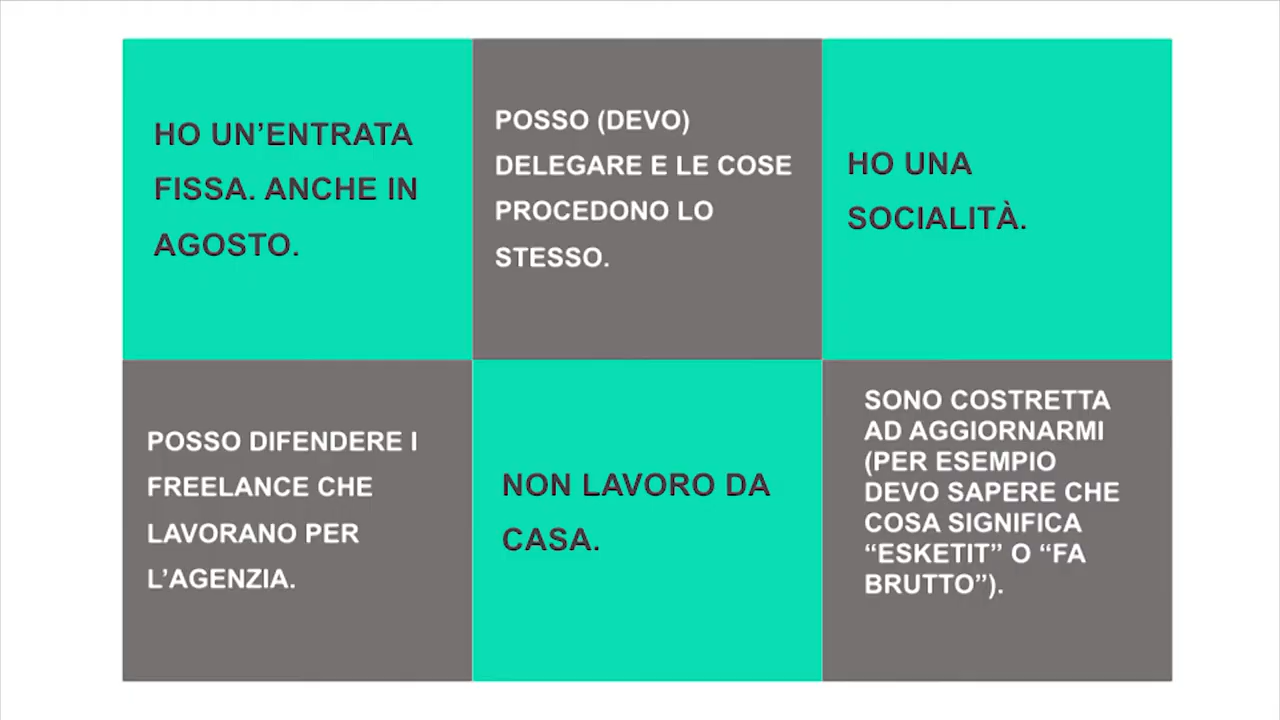 HO UN’ENTRATA
FISSA. ANCHE IN
AGOSTO.
POSSO (DEVO)
DELEGARE E LE COSE
PROCEDONO LO
STESSO.
HO UNA
SOCIALITÀ.
POSSO DIFENDERE I
FREELANCE CHE
LAVORANO PER
L’AGENZIA.
NON LAVORO DA
CASA.
SONO COSTRETTA
AD AGGIORNARMI
(PER ESEMPIO
DEVO SAPERE CHE
COSA SIGNIFICA
“ESKETIT” O “FA
BRUTTO”).